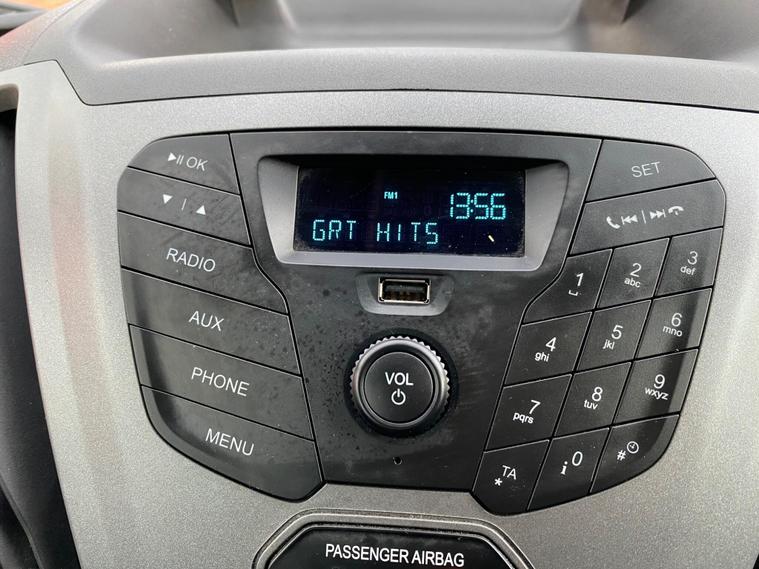 OK
RADIO
AUX
PHONE
MENU
FM1
13:56
GRT HITS
VOL
SET
1
2
abc
3
def
4
ghi
5
jkl
6
mno
7
pqrs
8
tuv
9
wxyz
TA
*
i 0
#
PASSENGER AIRBAG